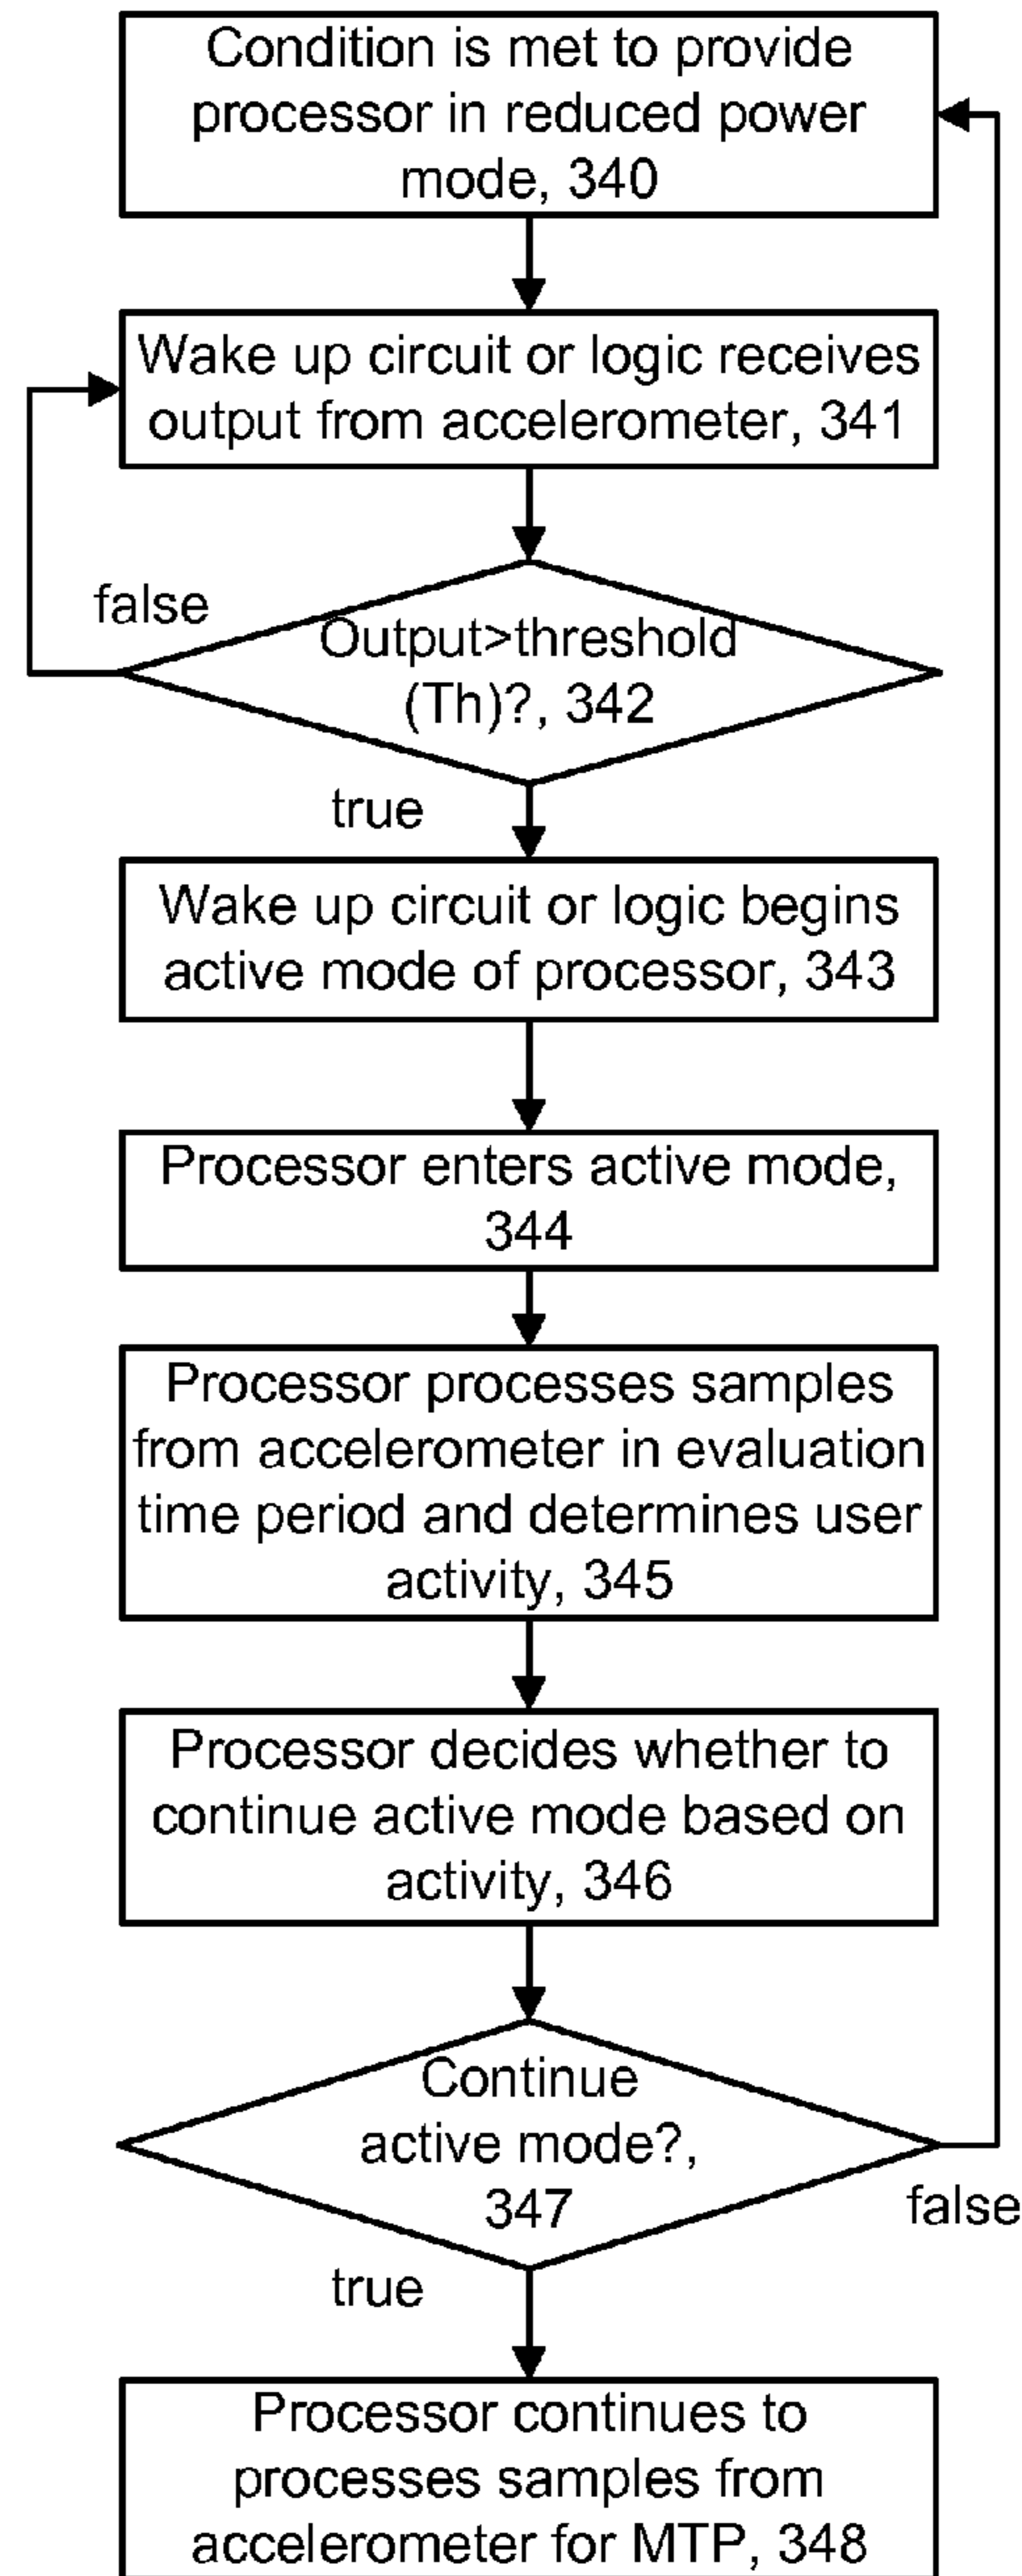 Condition is met to provide
processor in reduced power
mode, 340
Wake up circuit or logic receives
output from accelerometer, 341
false
Output>threshold
(Th)?, 342
true
Wake up circuit or logic begins
active mode of processor, 343
Processor enters active mode,
344
Processor processes samples
from accelerometer in evaluation
time period and determines user
activity, 345
Processor decides whether to
continue active mode based on
activity, 346
Continue
active mode?,
347
false
true
Processor continues to
processes samples from
accelerometer for MTP, 348